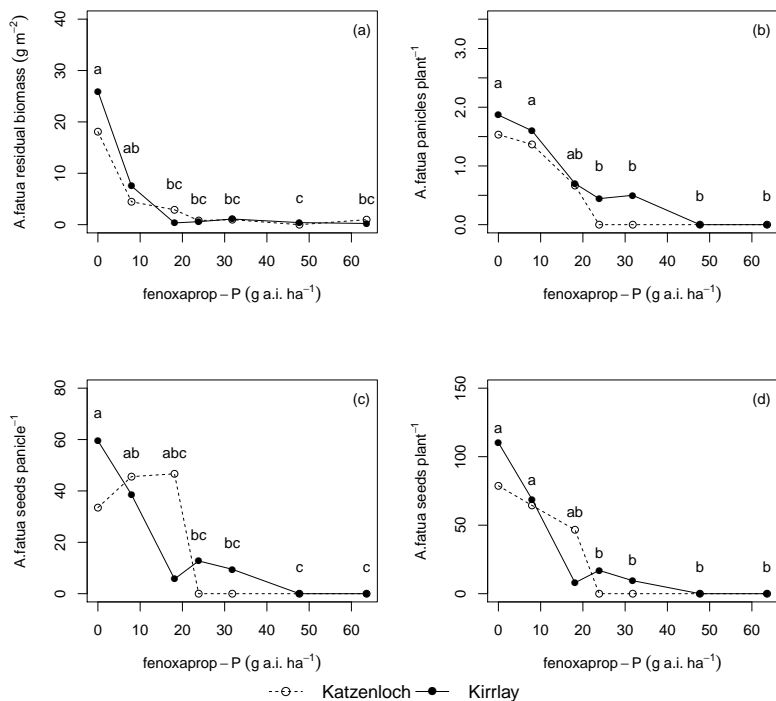 (a)
A.fatua residual biomass (g m⁻²)
40
30
20
10
0
a
ab
bc
bc
bc
c
bc
0 10 20 30 40 50 60
fenoxaprop − P (g a.i. ha⁻¹)
(b)
A.fatua panicles plant⁻¹
3.0
2.0
1.0
0.0
a
a
ab
b
b
b
b
0 10 20 30 40 50 60
fenoxaprop − P (g a.i. ha⁻¹)
(c)
A.fatua seeds panicle⁻¹
80
60
40
20
0
a
ab
abc
bc
bc
c
c
0 10 20 30 40 50 60
fenoxaprop − P (g a.i. ha⁻¹)
(d)
A.fatua seeds plant⁻¹
150
100
50
0
a
a
ab
b
b
b
b
0 10 20 30 40 50 60
fenoxaprop − P (g a.i. ha⁻¹)
Katzenloch Kirrlay